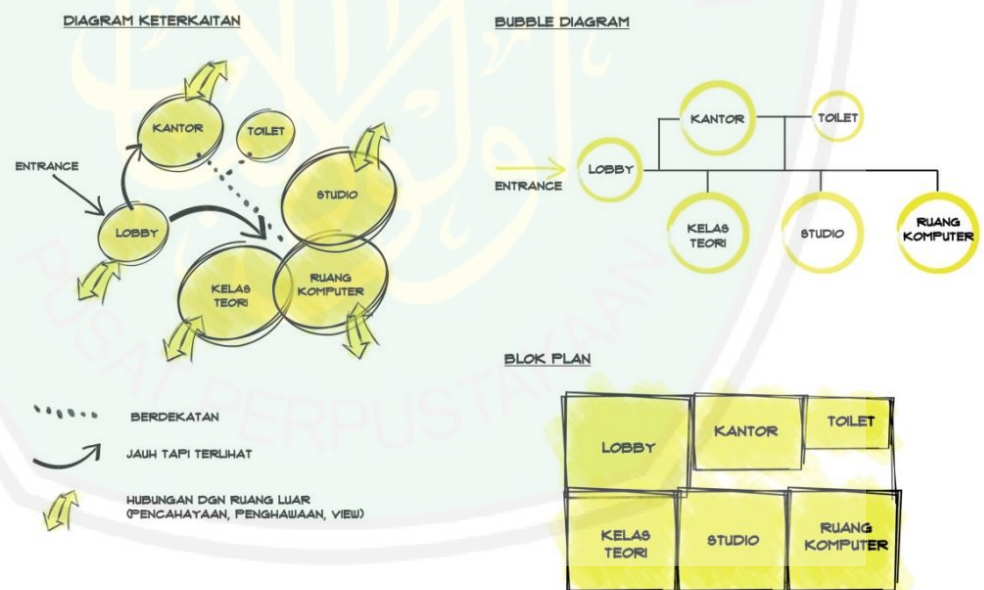 DIAGRAM KETERKAITAN
KANTOR
TOILET
ENTRANCE
STUDIO
LOBBY
KELAS
TEORI
RUANG
KOMPUTER
BERDEKATAN
JAUH TAPI TERLIHAT
HUBUNGAN DGN RUANG LUAR
(PENCAHAYAAN, PENGHAWAAN, VIEW)
BUBBLE DIAGRAM
KANTOR
TOILET
LOBBY
ENTRANCE
KELAS
TEORI
STUDIO
RUANG
KOMPUTER
BLOK PLAN
LOBBY
KANTOR
TOILET
KELAS
TEORI
STUDIO
RUANG
KOMPUTER
PUSAT PERPUSTAKAAN